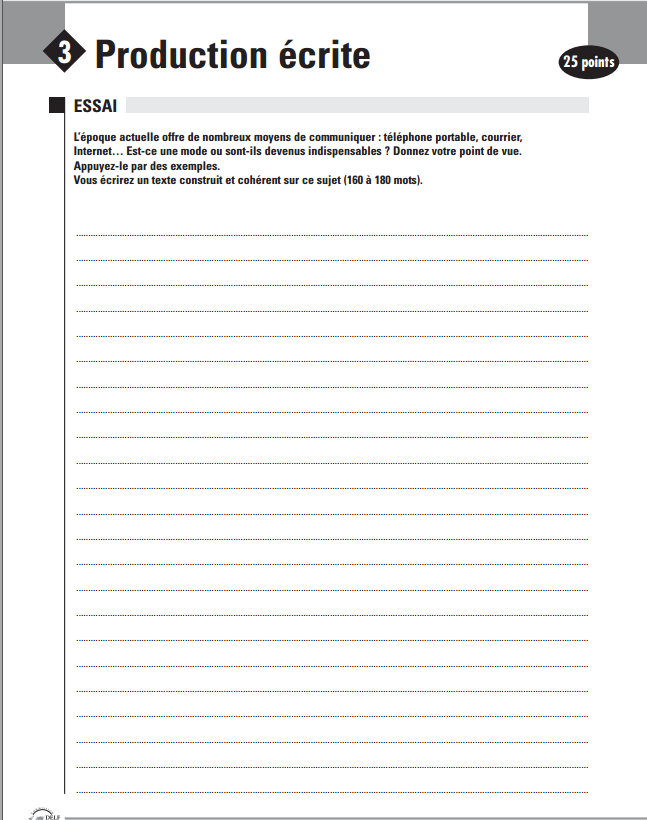 3 Production écrite
25 points
ESSAI
L'époque actuelle offre de nombreux moyens de communiquer : téléphone portable, courrier,
Internet… Est-ce une mode ou sont-ils devenus indispensables ? Donnez votre point de vue.
Appuyez-le par des exemples.
Vous écrirez un texte construit et cohérent sur ce sujet (160 à 180 mots).
DELF